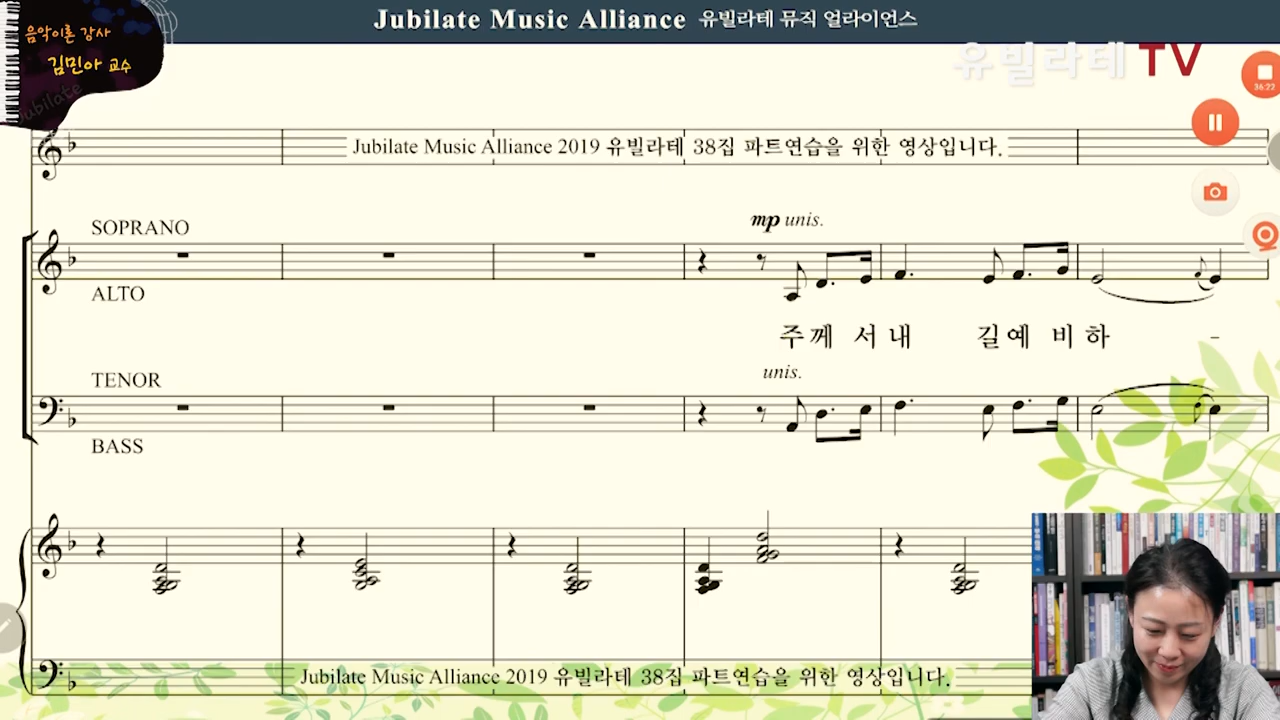 Jubilate Music Alliance 유빌라테 뮤직 얼라이언스
음악이론 강사
김민아 교수
Jubilate
유빌라테 TV
36:22
Jubilate Music Alliance 2019 유빌라테 38집 파트연습을 위한 영상입니다.
SOPRANO
mp unis.
ALTO
주께 서내 길예 비하 -
TENOR
unis.
BASS
Jubilate Music Alliance 2019 유빌라테 38집 파트연습을 위한 영상입니다.